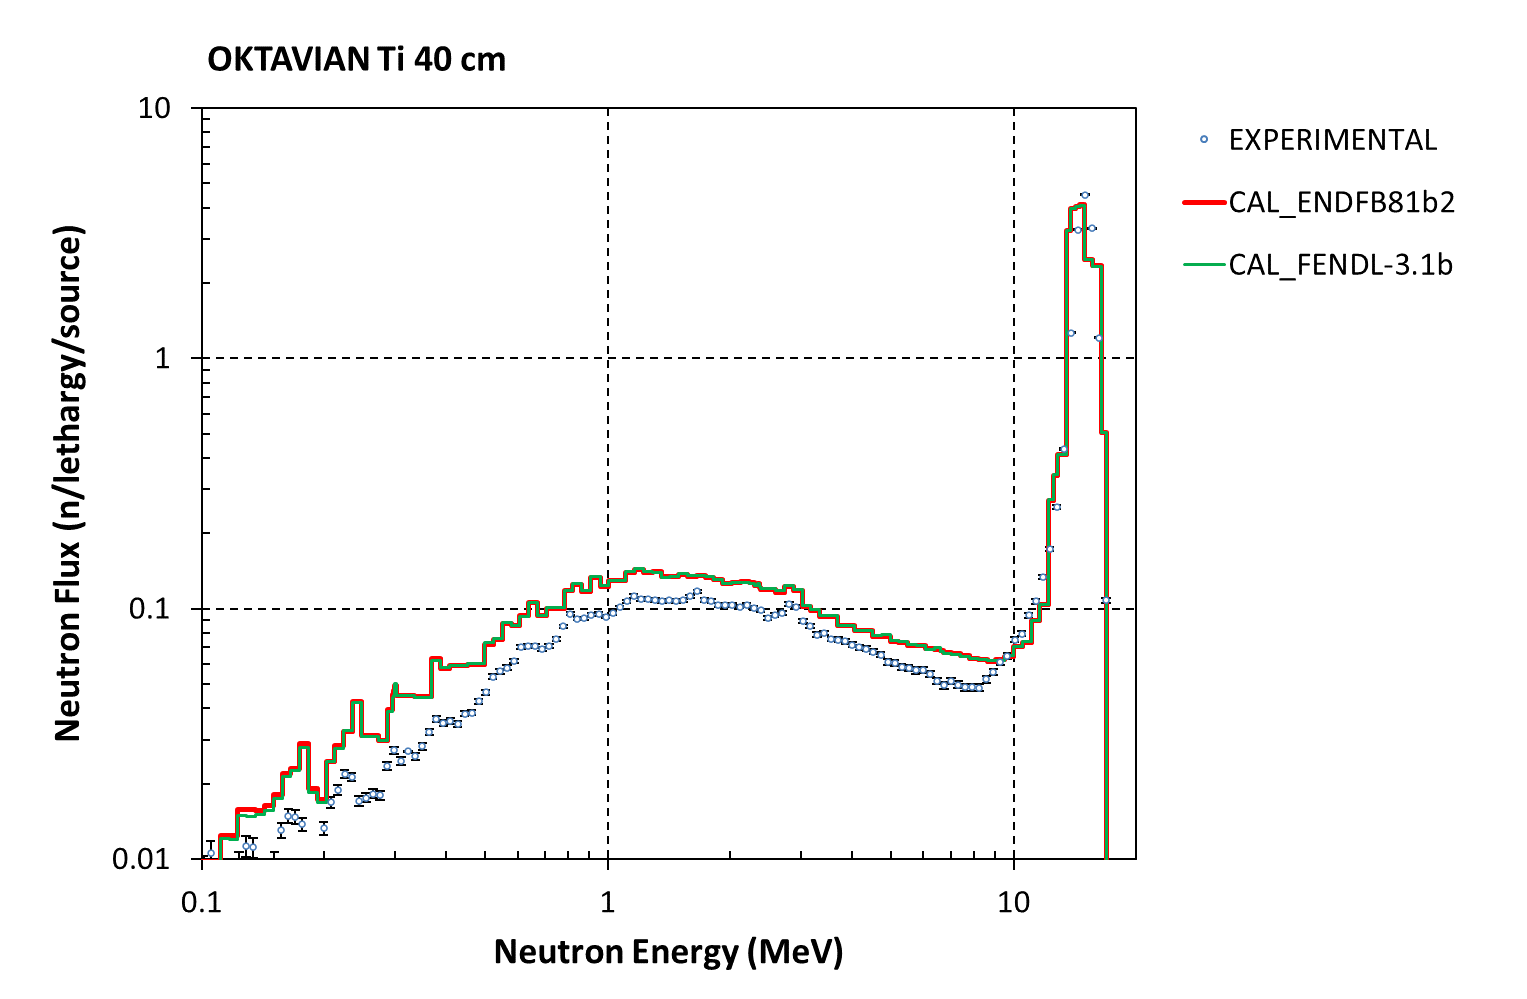 OKTAVIAN Ti 40 cm
10
1
0.1
0.01
Neutron Flux (n/lethargy/source)
0.1
1
10
Neutron Energy (MeV)
EXPERIMENTAL
CAL_ENDFB81b2
CAL_FENDL-3.1b